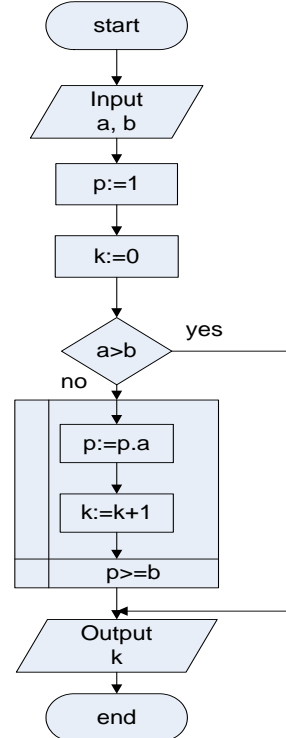 start
Input
a, b
p:=1
k:=0
a>b
yes
no
p:=p.a
k:=k+1
p>=b
Output
k
end